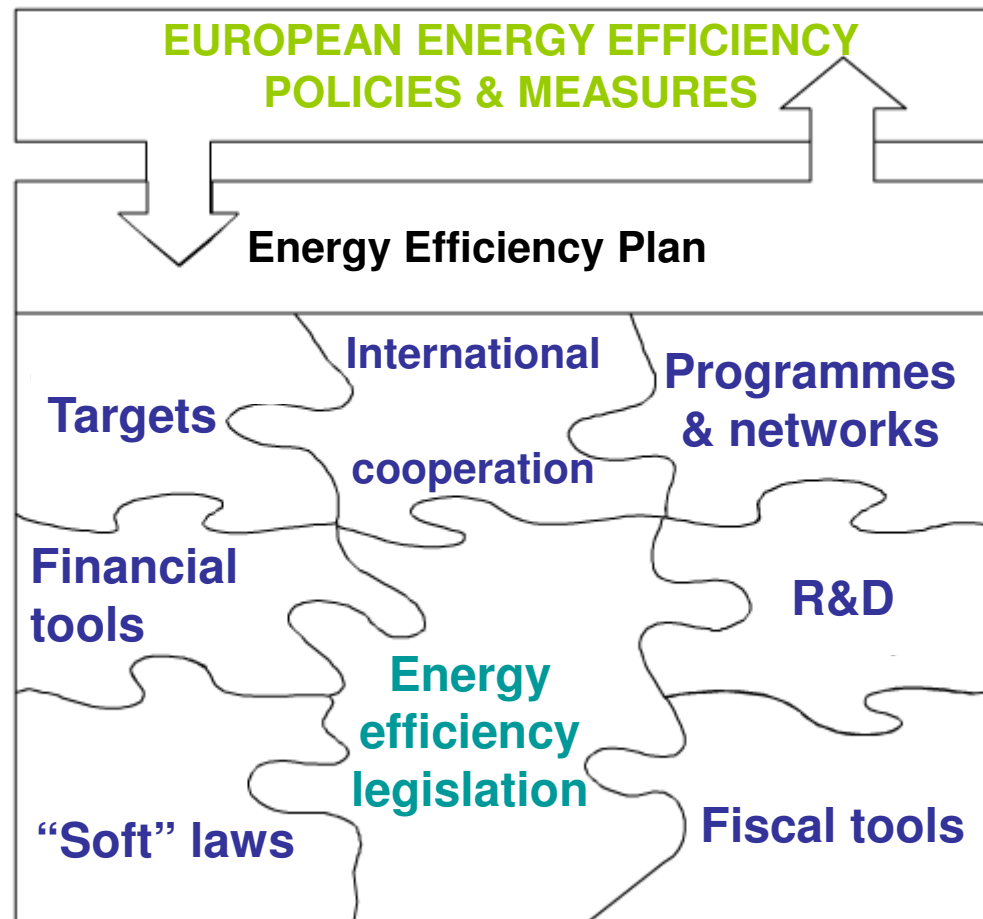 EUROPEAN ENERGY EFFICIENCY
POLICIES & MEASURES
Energy Efficiency Plan
Targets
International
cooperation
Programmes
& networks
Financial
tools
Energy
efficiency
legislation
R&D
“Soft” laws
Fiscal tools